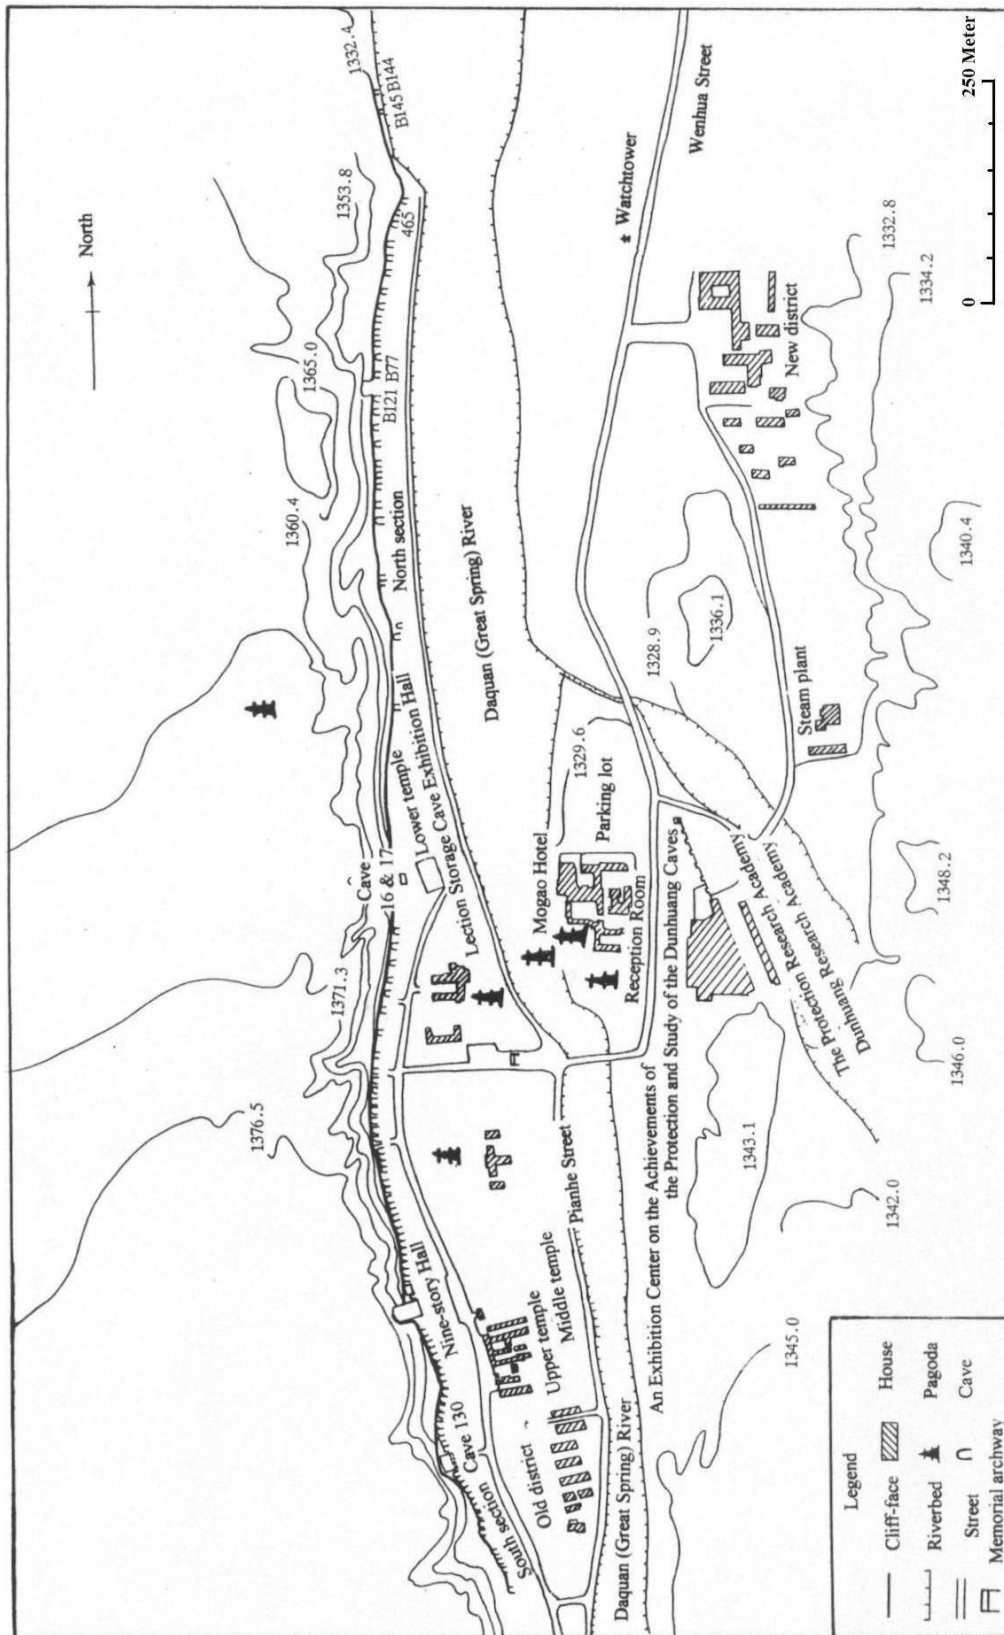 North
1332.4
B145 B144
1353.8
465
1365.0
B121 B77
1360.4
North section
Daquan (Great Spring) River
Watchtower
Wenhua Street
0
250 Meter
New district
1332.8
1334.2
1340.4
1336.1
1328.9
Steam plant
Cave
16 & 17
Lower temple
Lection Storage Cave Exhibition Hall
1371.3
1376.5
Mogao Hotel
1329.6
Parking lot
Reception Room
An Exhibition Center on the Achievements of
the Protection and Study of the Dunhuang Caves
The Protection Research Academy
Dunhuang Research Academy
1348.2
1346.0
1343.1
1342.0
1345.0
Nine-story Hall
Cave 130
South section
Pianhe Street
Middle temple
Upper temple
Old district
Daquan (Great Spring) River
Legend
Cliff-face
House
Riverbed
Pagoda
Street
Cave
Memorial archway